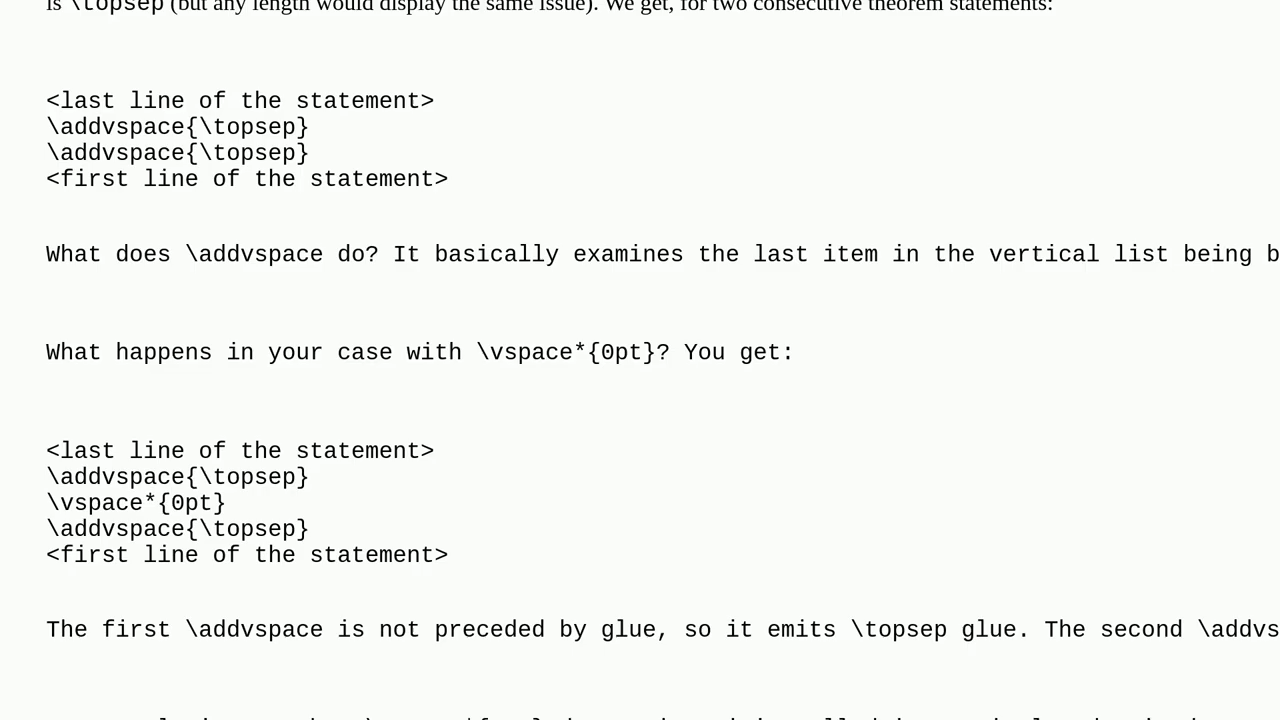 is \topsep (but any length would display the same issue). We get, for two consecutive theorem statements:
<last line of the statement>
\addvspace{\topsep}
\addvspace{\topsep}
<first line of the statement>
What does \addvspace do? It basically examines the last item in the vertical list being
What happens in your case with \vspace*{0pt}? You get:
<last line of the statement>
\addvspace{\topsep}
\vspace*{0pt}
\addvspace{\topsep}
<first line of the statement>
The first \addvspace is not preceded by glue, so it emits \topsep glue. The second \addvs